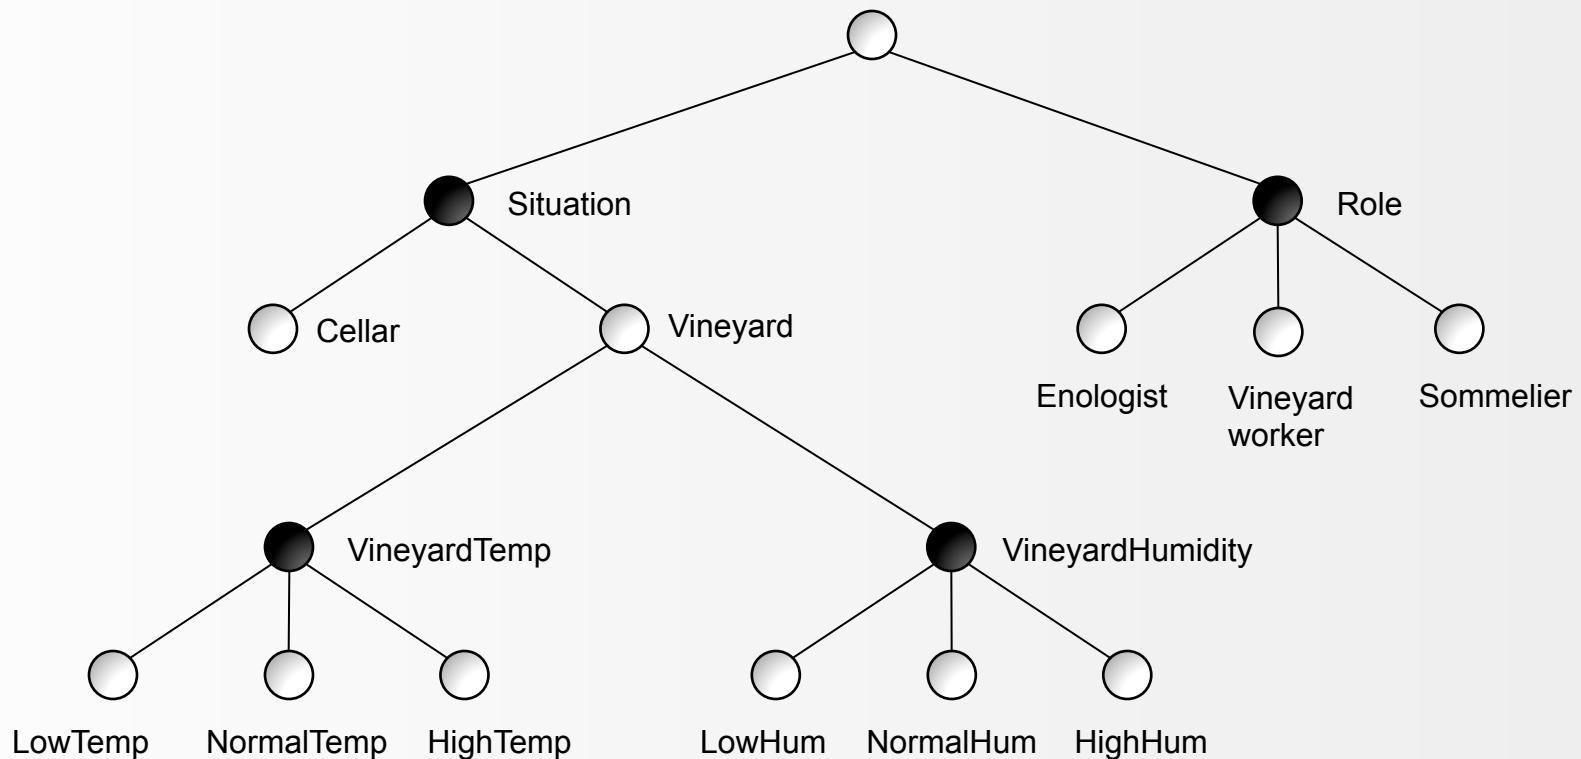 Situation
Role
Cellar
Vineyard
Enologist
Vineyard
worker
Sommelier
VineyardTemp
VineyardHumidity
LowTemp
NormalTemp
HighTemp
LowHum
NormalHum
HighHum